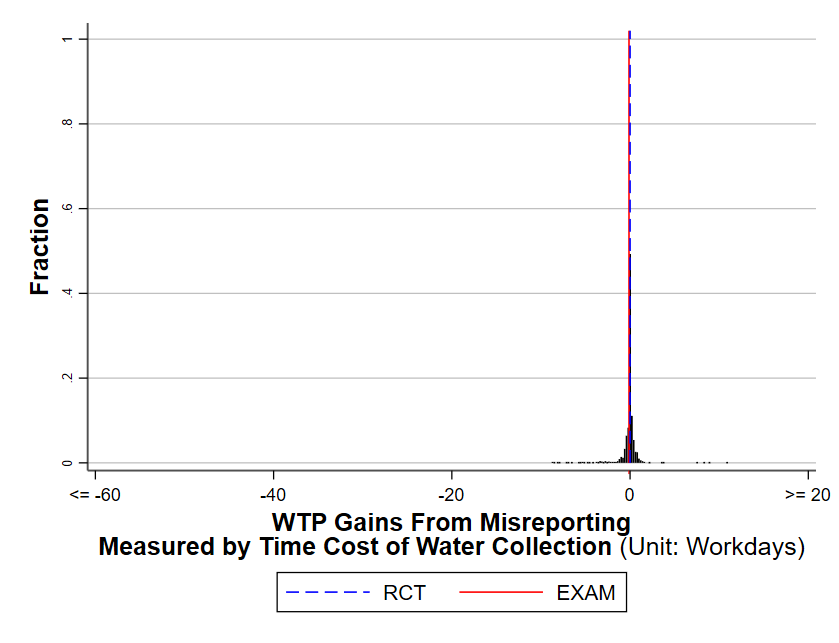 Fraction
1
.8
.6
.4
.2
0
<= -60 -40 -20 0 >= 20
WTP Gains From Misreporting
Measured by Time Cost of Water Collection (Unit: Workdays)
RCT EXAM